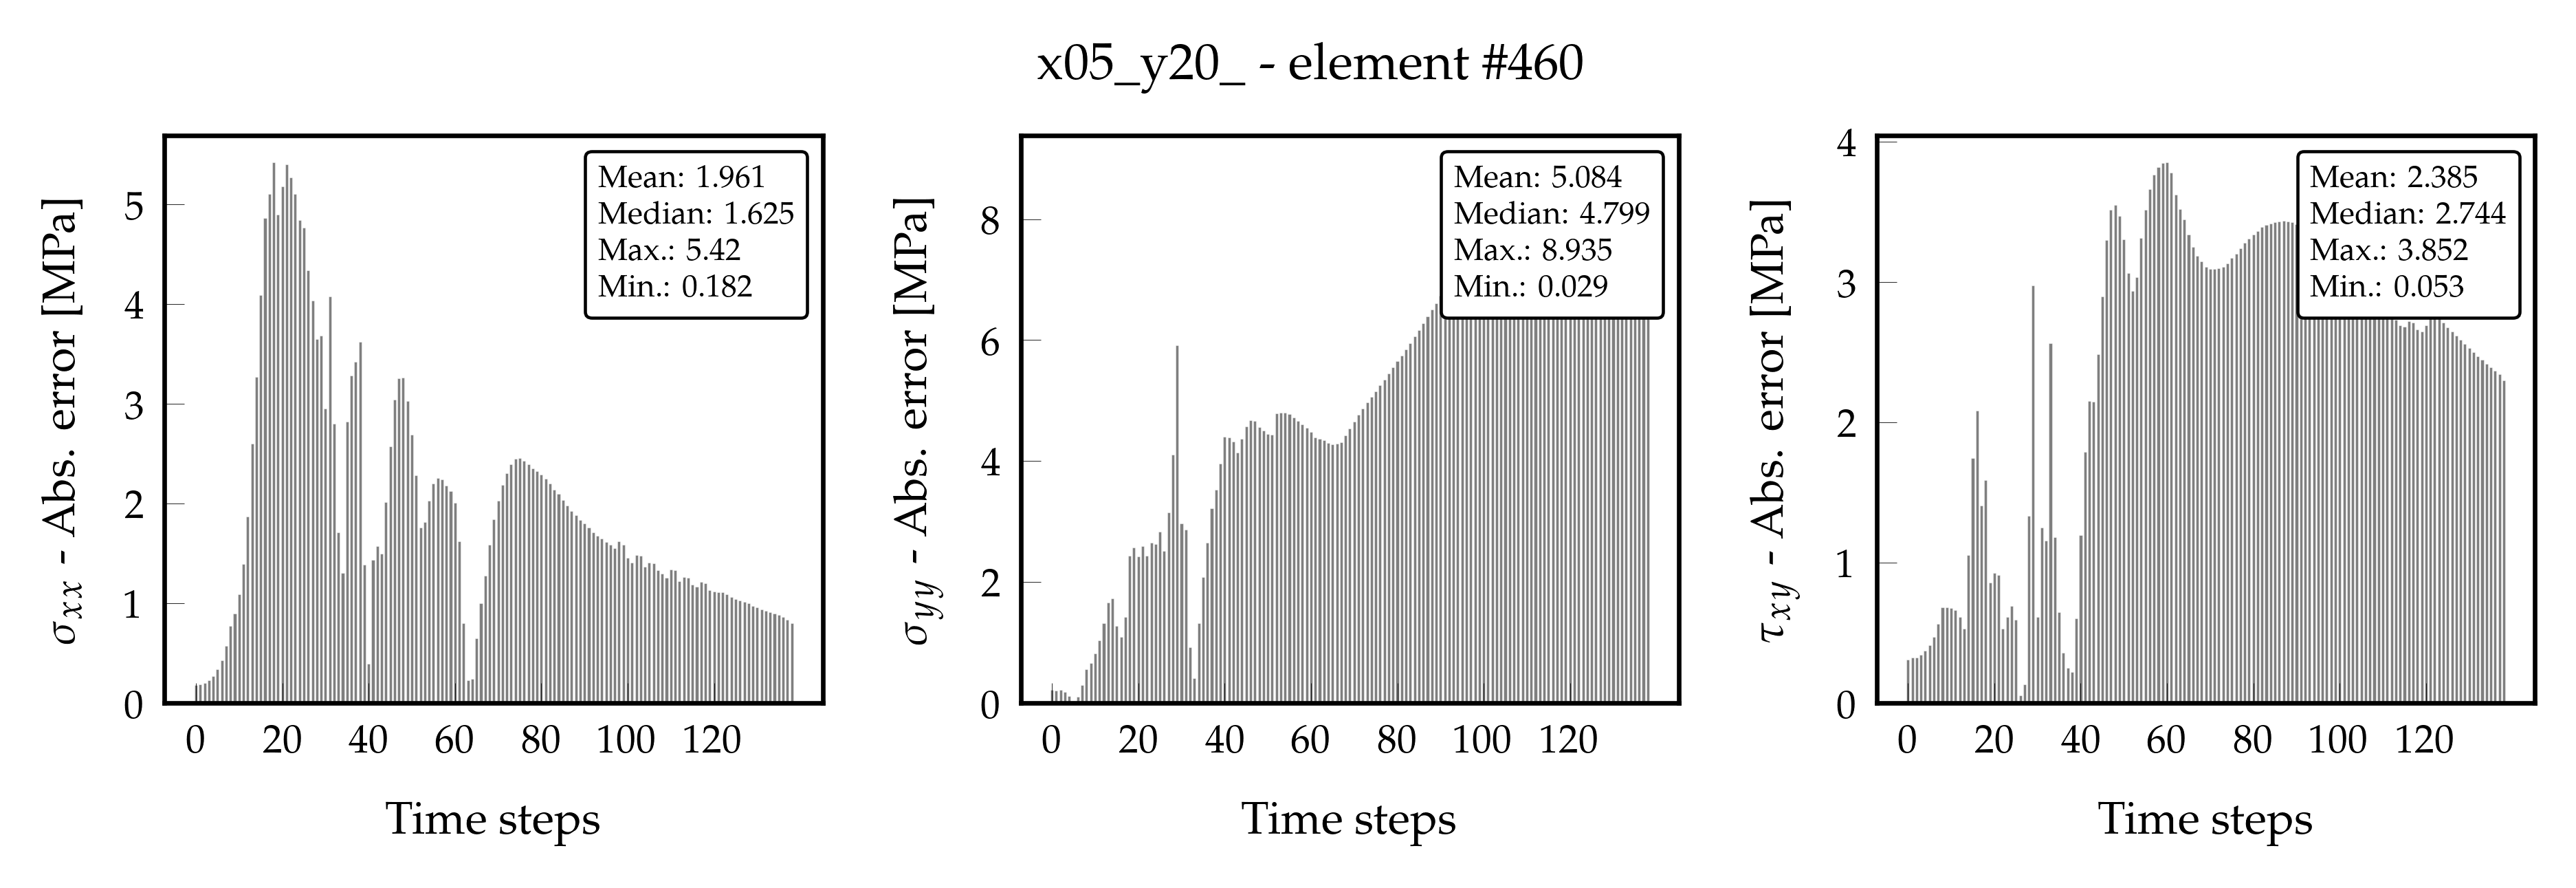 x05_y20_ - element #460
σxx - Abs. error [MPa]
5
4
3
2
1
0
0 20 40 60 80 100 120
Time steps
Mean: 1.961
Median: 1.625
Max.: 5.42
Min.: 0.182
σyy - Abs. error [MPa]
8
6
4
2
0
0 20 40 60 80 100 120
Time steps
Mean: 5.084
Median: 4.799
Max.: 8.935
Min.: 0.029
τxy - Abs. error [MPa]
4
3
2
1
0
0 20 40 60 80 100 120
Time steps
Mean: 2.385
Median: 2.744
Max.: 3.852
Min.: 0.053